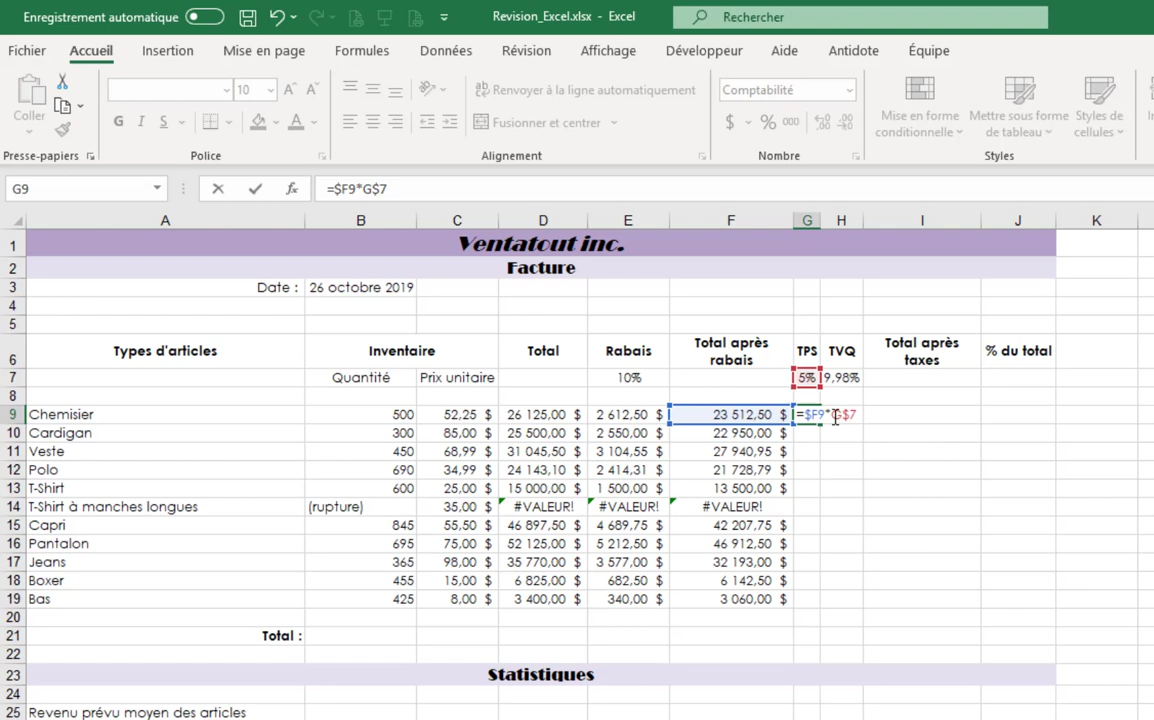 Enregistrement automatique Revision_Excel.xlsx - Excel Rechercher
Fichier Accueil Insertion Mise en page Formules Données Révision Affichage Développeur Aide Antidote Équipe
10 A^ Aˇ Renvoyer à la ligne automatiquement Comptabilité
Coller G I S A Fusionner et centrer $ % 000 Mise en forme conditionnelle Mettre sous forme de tableau Styles de cellules
Presse-papiers Police Alignement Nombre Styles
G9 fx =$F9*G$7
A B C D E F G H I J K
1 Ventatout inc.
2 Facture
3 Date : 26 octobre 2019
4
5
6 Types d'articles Inventaire Total Rabais Total après rabais TPS TVQ Total après taxes % du total
7 Quantité Prix unitaire 10% 5% 9,98%
8
9 Chemisier 500 52,25 $ 26 125,00 $ 2 612,50 $ 23 512,50 $ =$F9*G$7
10 Cardigan 300 85,00 $ 25 500,00 $ 2 550,00 $ 22 950,00 $
11 Veste 450 68,99 $ 31 045,50 $ 3 104,55 $ 27 940,95 $
12 Polo 690 34,99 $ 24 143,10 $ 2 414,31 $ 21 728,79 $
13 T-Shirt 600 25,00 $ 15 000,00 $ 1 500,00 $ 13 500,00 $
14 T-Shirt à manches longues (rupture) 35,00 $ #VALEUR! #VALEUR! #VALEUR!
15 Capri 845 55,50 $ 46 897,50 $ 4 689,75 $ 42 207,75 $
16 Pantalon 695 75,00 $ 52 125,00 $ 5 212,50 $ 46 912,50 $
17 Jeans 365 98,00 $ 35 770,00 $ 3 577,00 $ 32 193,00 $
18 Boxer 455 15,00 $ 6 825,00 $ 682,50 $ 6 142,50 $
19 Bas 425 8,00 $ 3 400,00 $ 340,00 $ 3 060,00 $
20
21 Total :
22
23 Statistiques
24
25 Revenu prévu moyen des articles